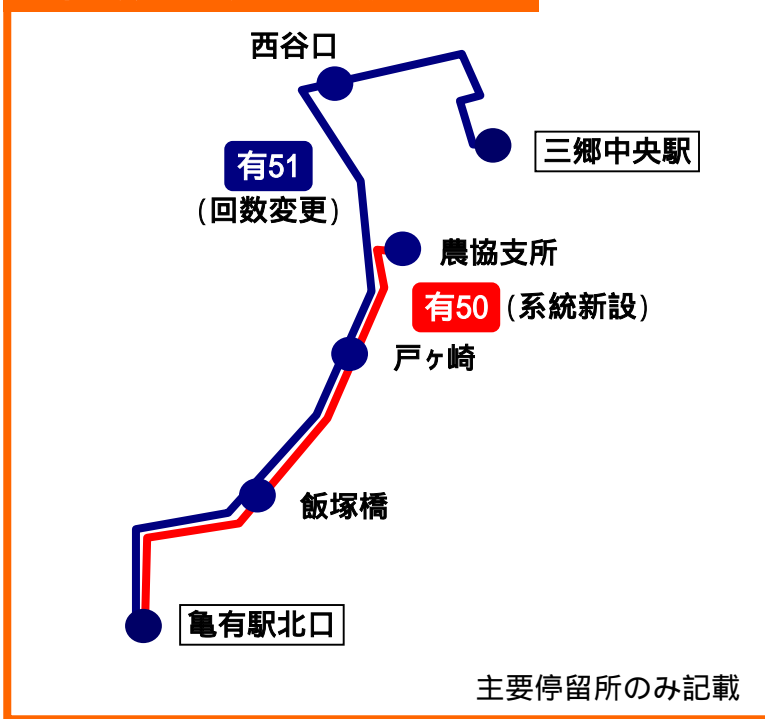 西谷口
三郷中央駅
有51
(回数変更)
農協支所
有50 (系統新設)
戸ヶ崎
飯塚橋
亀有駅北口
主要停留所のみ記載